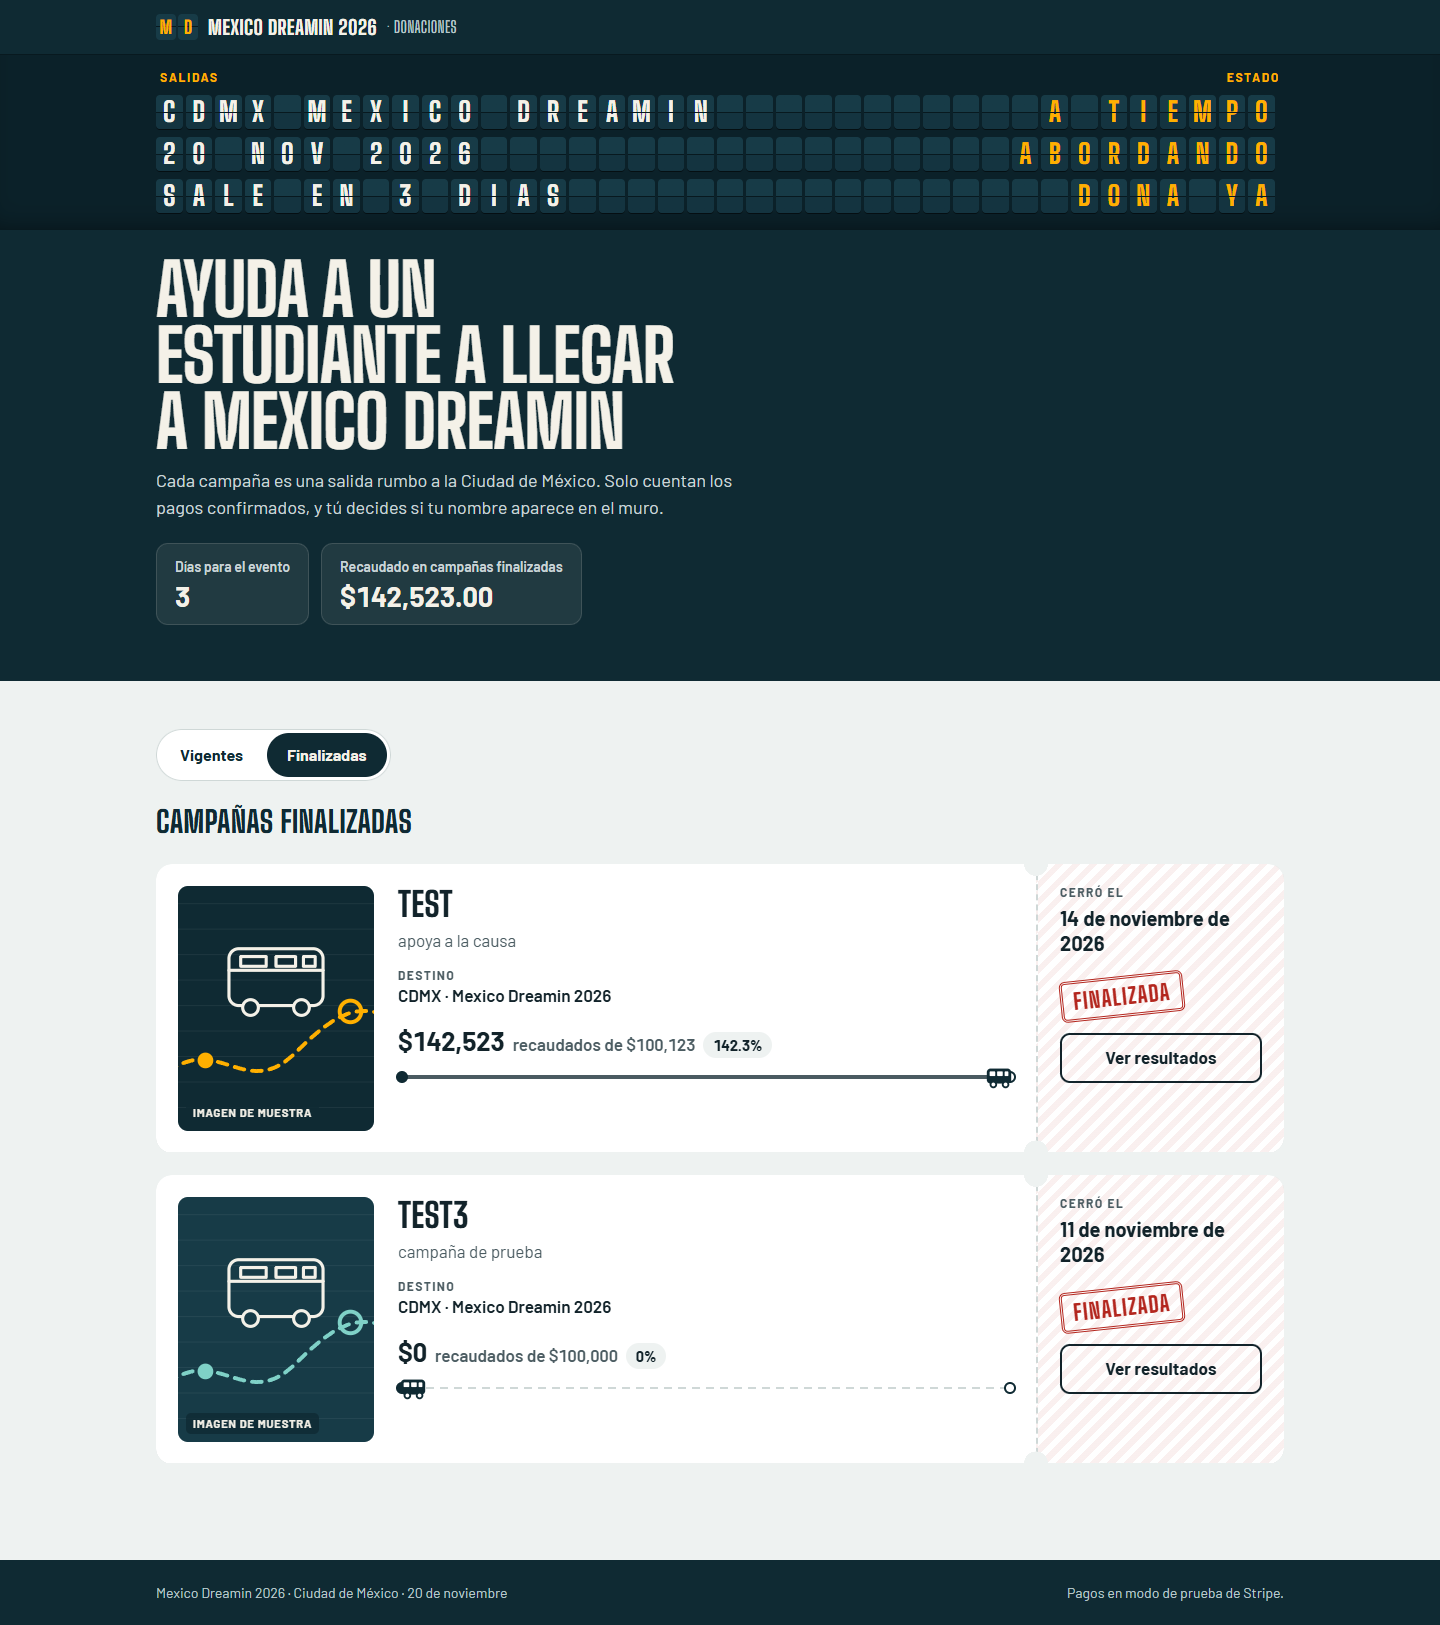 M D MEXICO DREAMIN 2026 · DONACIONES
SALIDAS ESTADO
CDMX MEXICO DREAMIN A TIEMPO
20 NOV 2026 ABORDANDO
SALE EN 3 DIAS DONA YA
AYUDA A UN
ESTUDIANTE A LLEGAR
A MEXICO DREAMIN
Cada campaña es una salida rumbo a la Ciudad de México. Solo cuentan los
pagos confirmados, y tú decides si tu nombre aparece en el muro.
Días para el evento
3
Recaudado en campañas finalizadas
$142,523.00
Vigentes Finalizadas
CAMPAÑAS FINALIZADAS
TEST
apoya a la causa
DESTINO
CDMX · Mexico Dreamin 2026
$142,523 recaudados de $100,123 142.3%
IMAGEN DE MUESTRA
CERRÓ EL
14 de noviembre de
2026
FINALIZADA
Ver resultados
TEST3
campaña de prueba
DESTINO
CDMX · Mexico Dreamin 2026
$0 recaudados de $100,000 0%
IMAGEN DE MUESTRA
CERRÓ EL
11 de noviembre de
2026
FINALIZADA
Ver resultados
Mexico Dreamin 2026 · Ciudad de México · 20 de noviembre
Pagos en modo de prueba de Stripe.